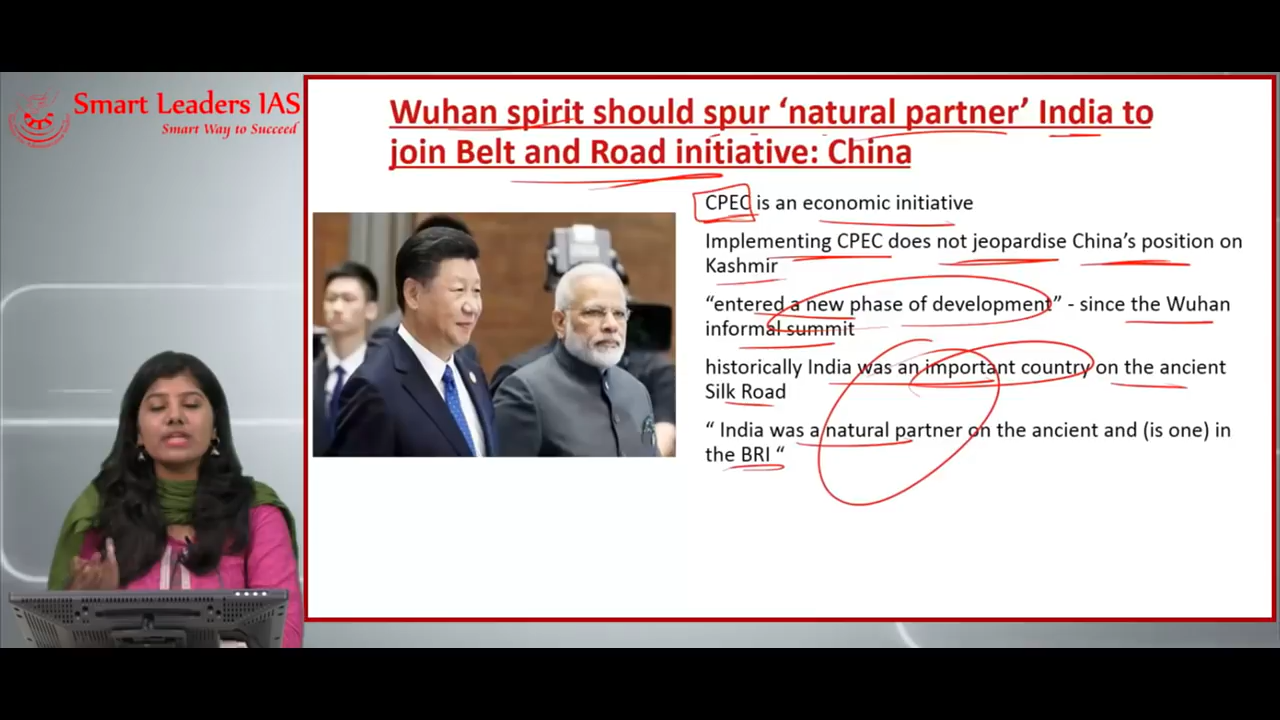 Smart Leaders IAS
Smart Way to Succeed
Wuhan spirit should spur ‘natural partner’ India to
join Belt and Road initiative: China
CPEC is an economic initiative
Implementing CPEC does not jeopardise China’s position on
Kashmir
“entered a new phase of development” - since the Wuhan
informal summit
historically India was an important country on the ancient
Silk Road
“ India was a natural partner on the ancient and (is one) in
the BRI “